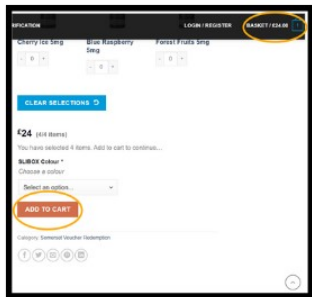 RIFICATION
LOGIN / REGISTER
BASKET / £24.00
Cherry Ice 5mg
Blue Raspberry 5mg
Forest Fruits 5mg
- 0 +
- 0 +
- 0 +
CLEAR SELECTIONS
£24 (4/4 items)
You have selected 4 items. Add to cart to continue...
SLIBOX Colour *
Choose a colour
Select an option...
ADD TO CART
Category: Somerset Voucher Redemption